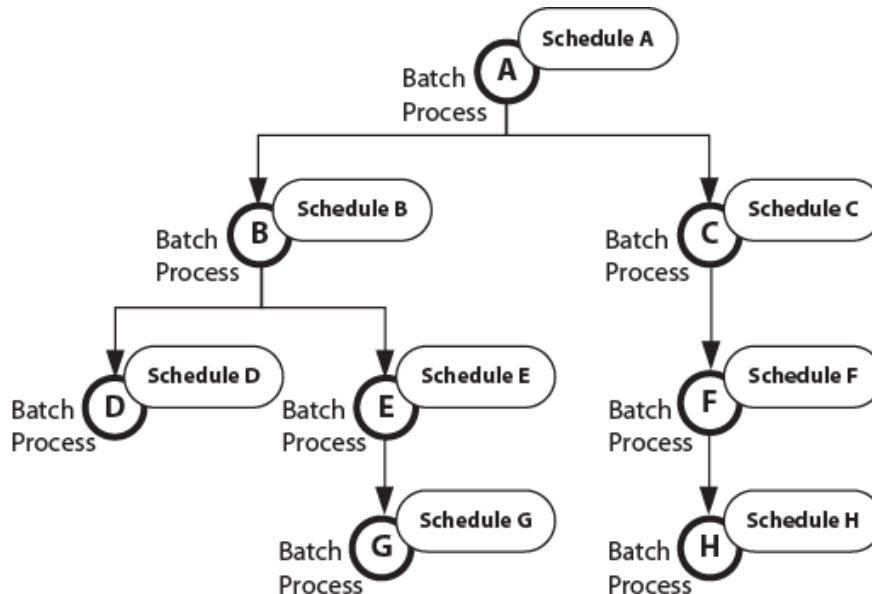 Schedule A
A
Batch
Process
Schedule B
B
Batch
Process
Schedule C
C
Batch
Process
Schedule D
D
Batch
Process
Schedule E
E
Batch
Process
Schedule F
F
Batch
Process
Schedule G
G
Batch
Process
Schedule H
H
Batch
Process